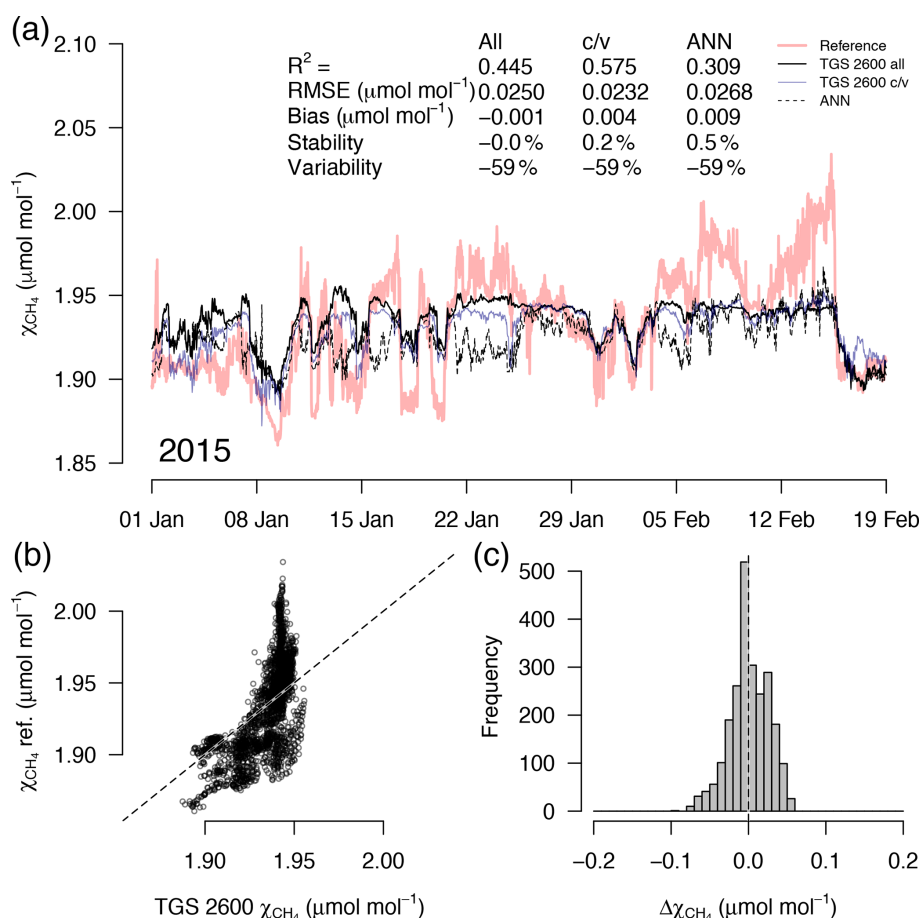 (a)
2.10
2.05
2.00
1.95
1.90
1.85
χCH4 (μmol mol−1)
All c/v ANN
R2 = 0.445 0.575 0.309
RMSE (μmol mol−1) 0.0250 0.0232 0.0268
Bias (μmol mol−1) −0.001 0.004 0.009
Stability −0.0 % 0.2 % 0.5 %
Variability −59 % −59 % −59 %
Reference
TGS 2600 all
TGS 2600 c/v
ANN
2015
01 Jan 08 Jan 15 Jan 22 Jan 29 Jan 05 Feb 12 Feb 19 Feb
(b)
2.00
1.95
1.90
χCH4 ref. (μmol mol−1)
1.90 1.95 2.00
TGS 2600 χCH4 (μmol mol−1)
(c)
500
400
300
200
100
0
Frequency
−0.2 −0.1 0.0 0.1 0.2
ΔχCH4 (μmol mol−1)